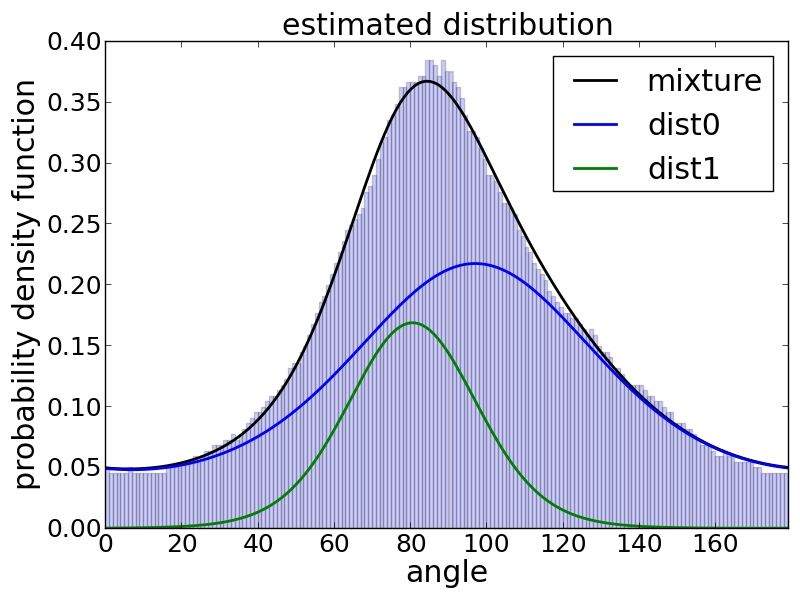 estimated distribution
0.40
0.35
0.30
0.25
0.20
0.15
0.10
0.05
0.00
probability density function
mixture
dist0
dist1
0 20 40 60 80 100 120 140 160
angle